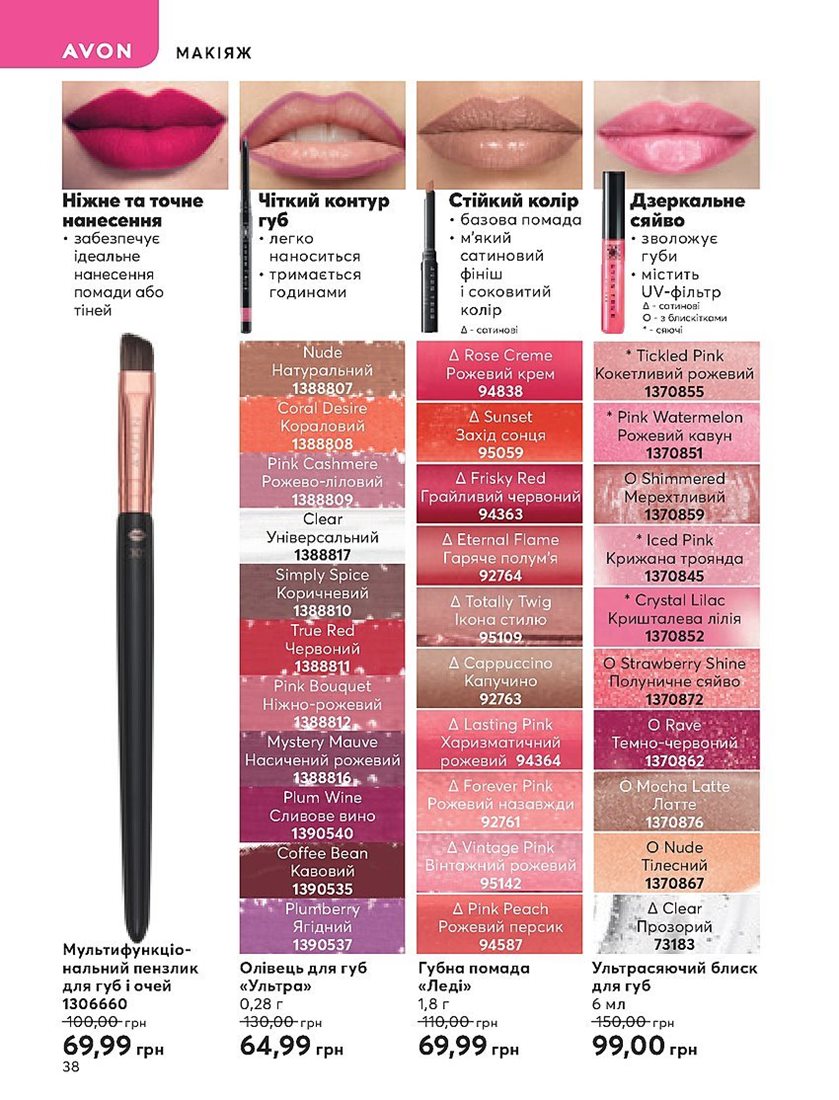 AVON
МАКІЯЖ
Ніжне та точне
нанесення
• забезпечує
ідеальне
нанесення
помади або
тіней
Чіткий контур
губ
• легко
наноситься
• тримається
годинами
Стійкий колір
• базова помада
• м'який
сатиновий
фініш
і соковитий
колір
Δ - сатинові
Дзеркальне
сяйво
• зволожує
губи
• містить
UV-фільтр
Δ - сатинові
О - з блискітками
* - сяючі
AVON
Nude
Натуральний
1388807
Coral Desire
Кораловий
1388808
Pink Cashmere
Рожево-ліловий
1388809
Clear
Універсальний
1388817
Simply Spice
Коричневий
1388810
True Red
Червоний
1388811
Pink Bouquet
Ніжно-рожевий
1388812
Mystery Mauve
Насичений рожевий
1388816
Plum Wine
Сливове вино
1390540
Coffee Bean
Кавовий
1390535
Plumberry
Ягідний
1390537
Δ Rose Creme
Рожевий крем
94838
Δ Sunset
Захід сонця
95059
Δ Frisky Red
Грайливий червоний
94363
Δ Eternal Flame
Гаряче полум'я
92764
Δ Totally Twig
Ікона стилю
95109
Δ Cappuccino
Капучино
92763
Δ Lasting Pink
Харизматичний
рожевий 94364
Δ Forever Pink
Рожевий назавжди
92761
Δ Vintage Pink
Вінтажний рожевий
95142
Δ Pink Peach
Рожевий персик
94587
* Tickled Pink
Кокетливий рожевий
1370855
* Pink Watermelon
Рожевий кавун
1370851
О Shimmered
Мерехтливий
1370859
* Iced Pink
Крижана троянда
1370845
* Crystal Lilac
Кришталева лілія
1370852
О Strawberry Shine
Полуничне сяйво
1370872
О Rave
Темно-червоний
1370862
О Mocha Latte
Латте
1370876
О Nude
Тілесний
1370867
Δ Clear
Прозорий
73183
Мультифункціо-
нальний пензлик
для губ і очей
1306660
100,00 грн
69,99 грн
Олівець для губ
«Ультра»
0,28 г
130,00 грн
64,99 грн
Губна помада
«Леді»
1,8 г
110,00 грн
69,99 грн
Ультрасяючий блиск
для губ
6 мл
150,00 грн
99,00 грн
38